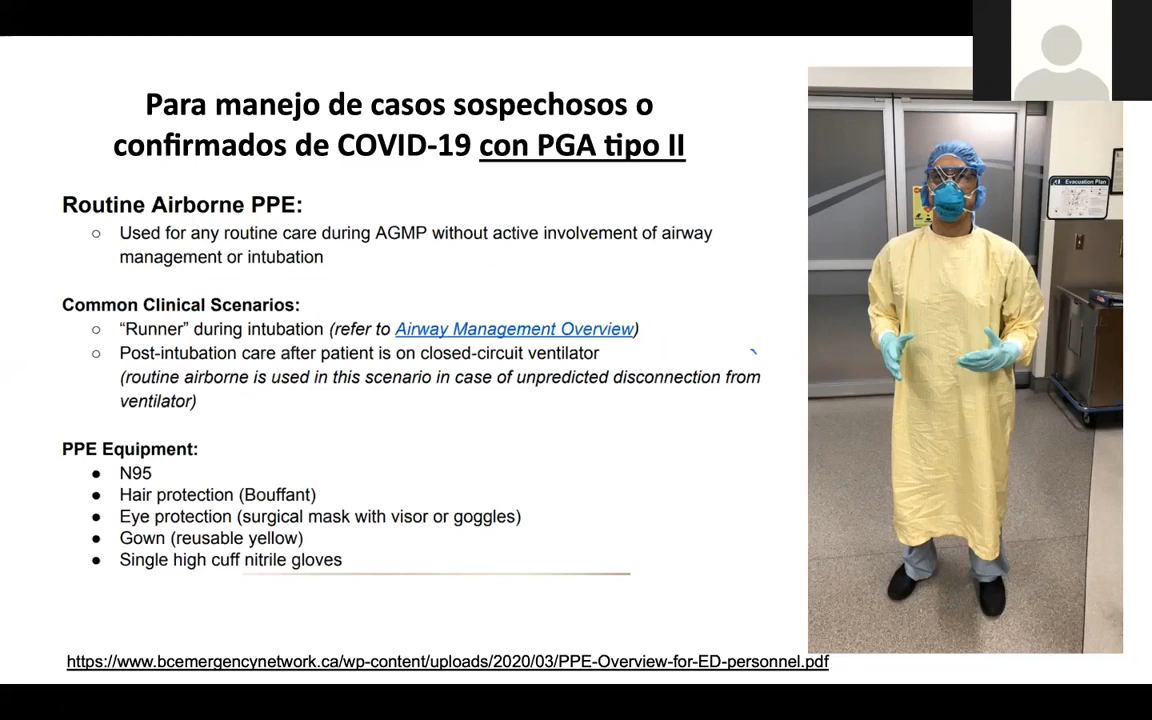 Para manejo de casos sospechosos o
confirmados de COVID-19 con PGA tipo II
Routine Airborne PPE:
○ Used for any routine care during AGMP without active involvement of airway
management or intubation
Common Clinical Scenarios:
○ “Runner” during intubation (refer to Airway Management Overview)
○ Post-intubation care after patient is on closed-circuit ventilator
(routine airborne is used in this scenario in case of unpredicted disconnection from
ventilator)
PPE Equipment:
● N95
● Hair protection (Bouffant)
● Eye protection (surgical mask with visor or goggles)
● Gown (reusable yellow)
● Single high cuff nitrile gloves
https://www.bcemergencynetwork.ca/wp-content/uploads/2020/03/PPE-Overview-for-ED-personnel.pdf
Evacuation Plan